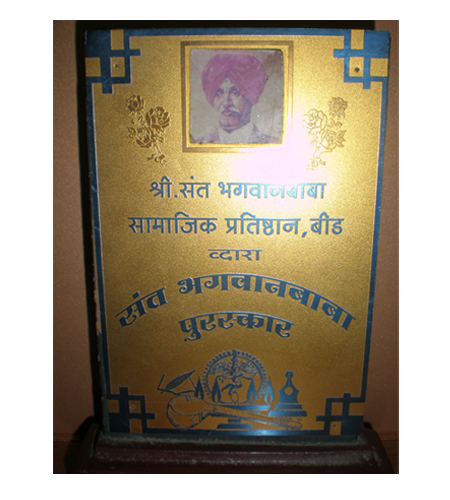 श्री.संत भगवानबाबा
सामाजिक प्रतिष्ठान,बीड
व्दारा
संत भगवानबाबा
पुरस्कार